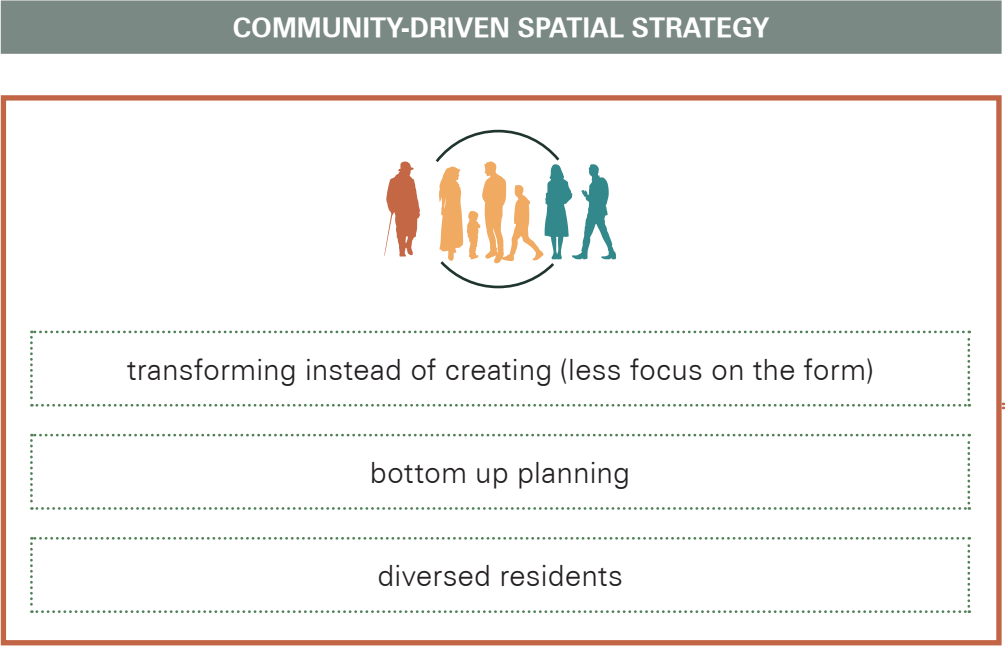 COMMUNITY-DRIVEN SPATIAL STRATEGY
transforming instead of creating (less focus on the form)
bottom up planning
diversed residents